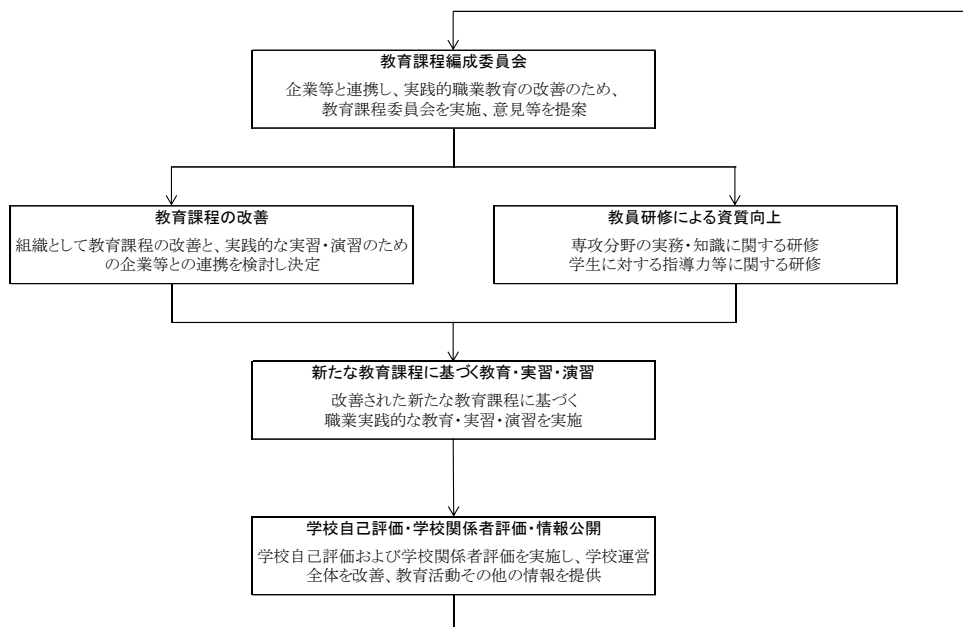 教育課程編成委員会
企業等と連携し、実践的職業教育の改善のため、
教育課程委員会を実施、意見等を提案
教育課程の改善
組織として教育課程の改善と、実践的な実習・演習のため
の企業等との連携を検討し決定
教員研修による資質向上
専攻分野の実務・知識に関する研修
学生に対する指導力等に関する研修
新たな教育課程に基づく教育・実習・演習
改善された新たな教育課程に基づく
職業実践的な教育・実習・演習を実施
学校自己評価・学校関係者評価・情報公開
学校自己評価および学校関係者評価を実施し、学校運営
全体を改善、教育活動その他の情報を提供